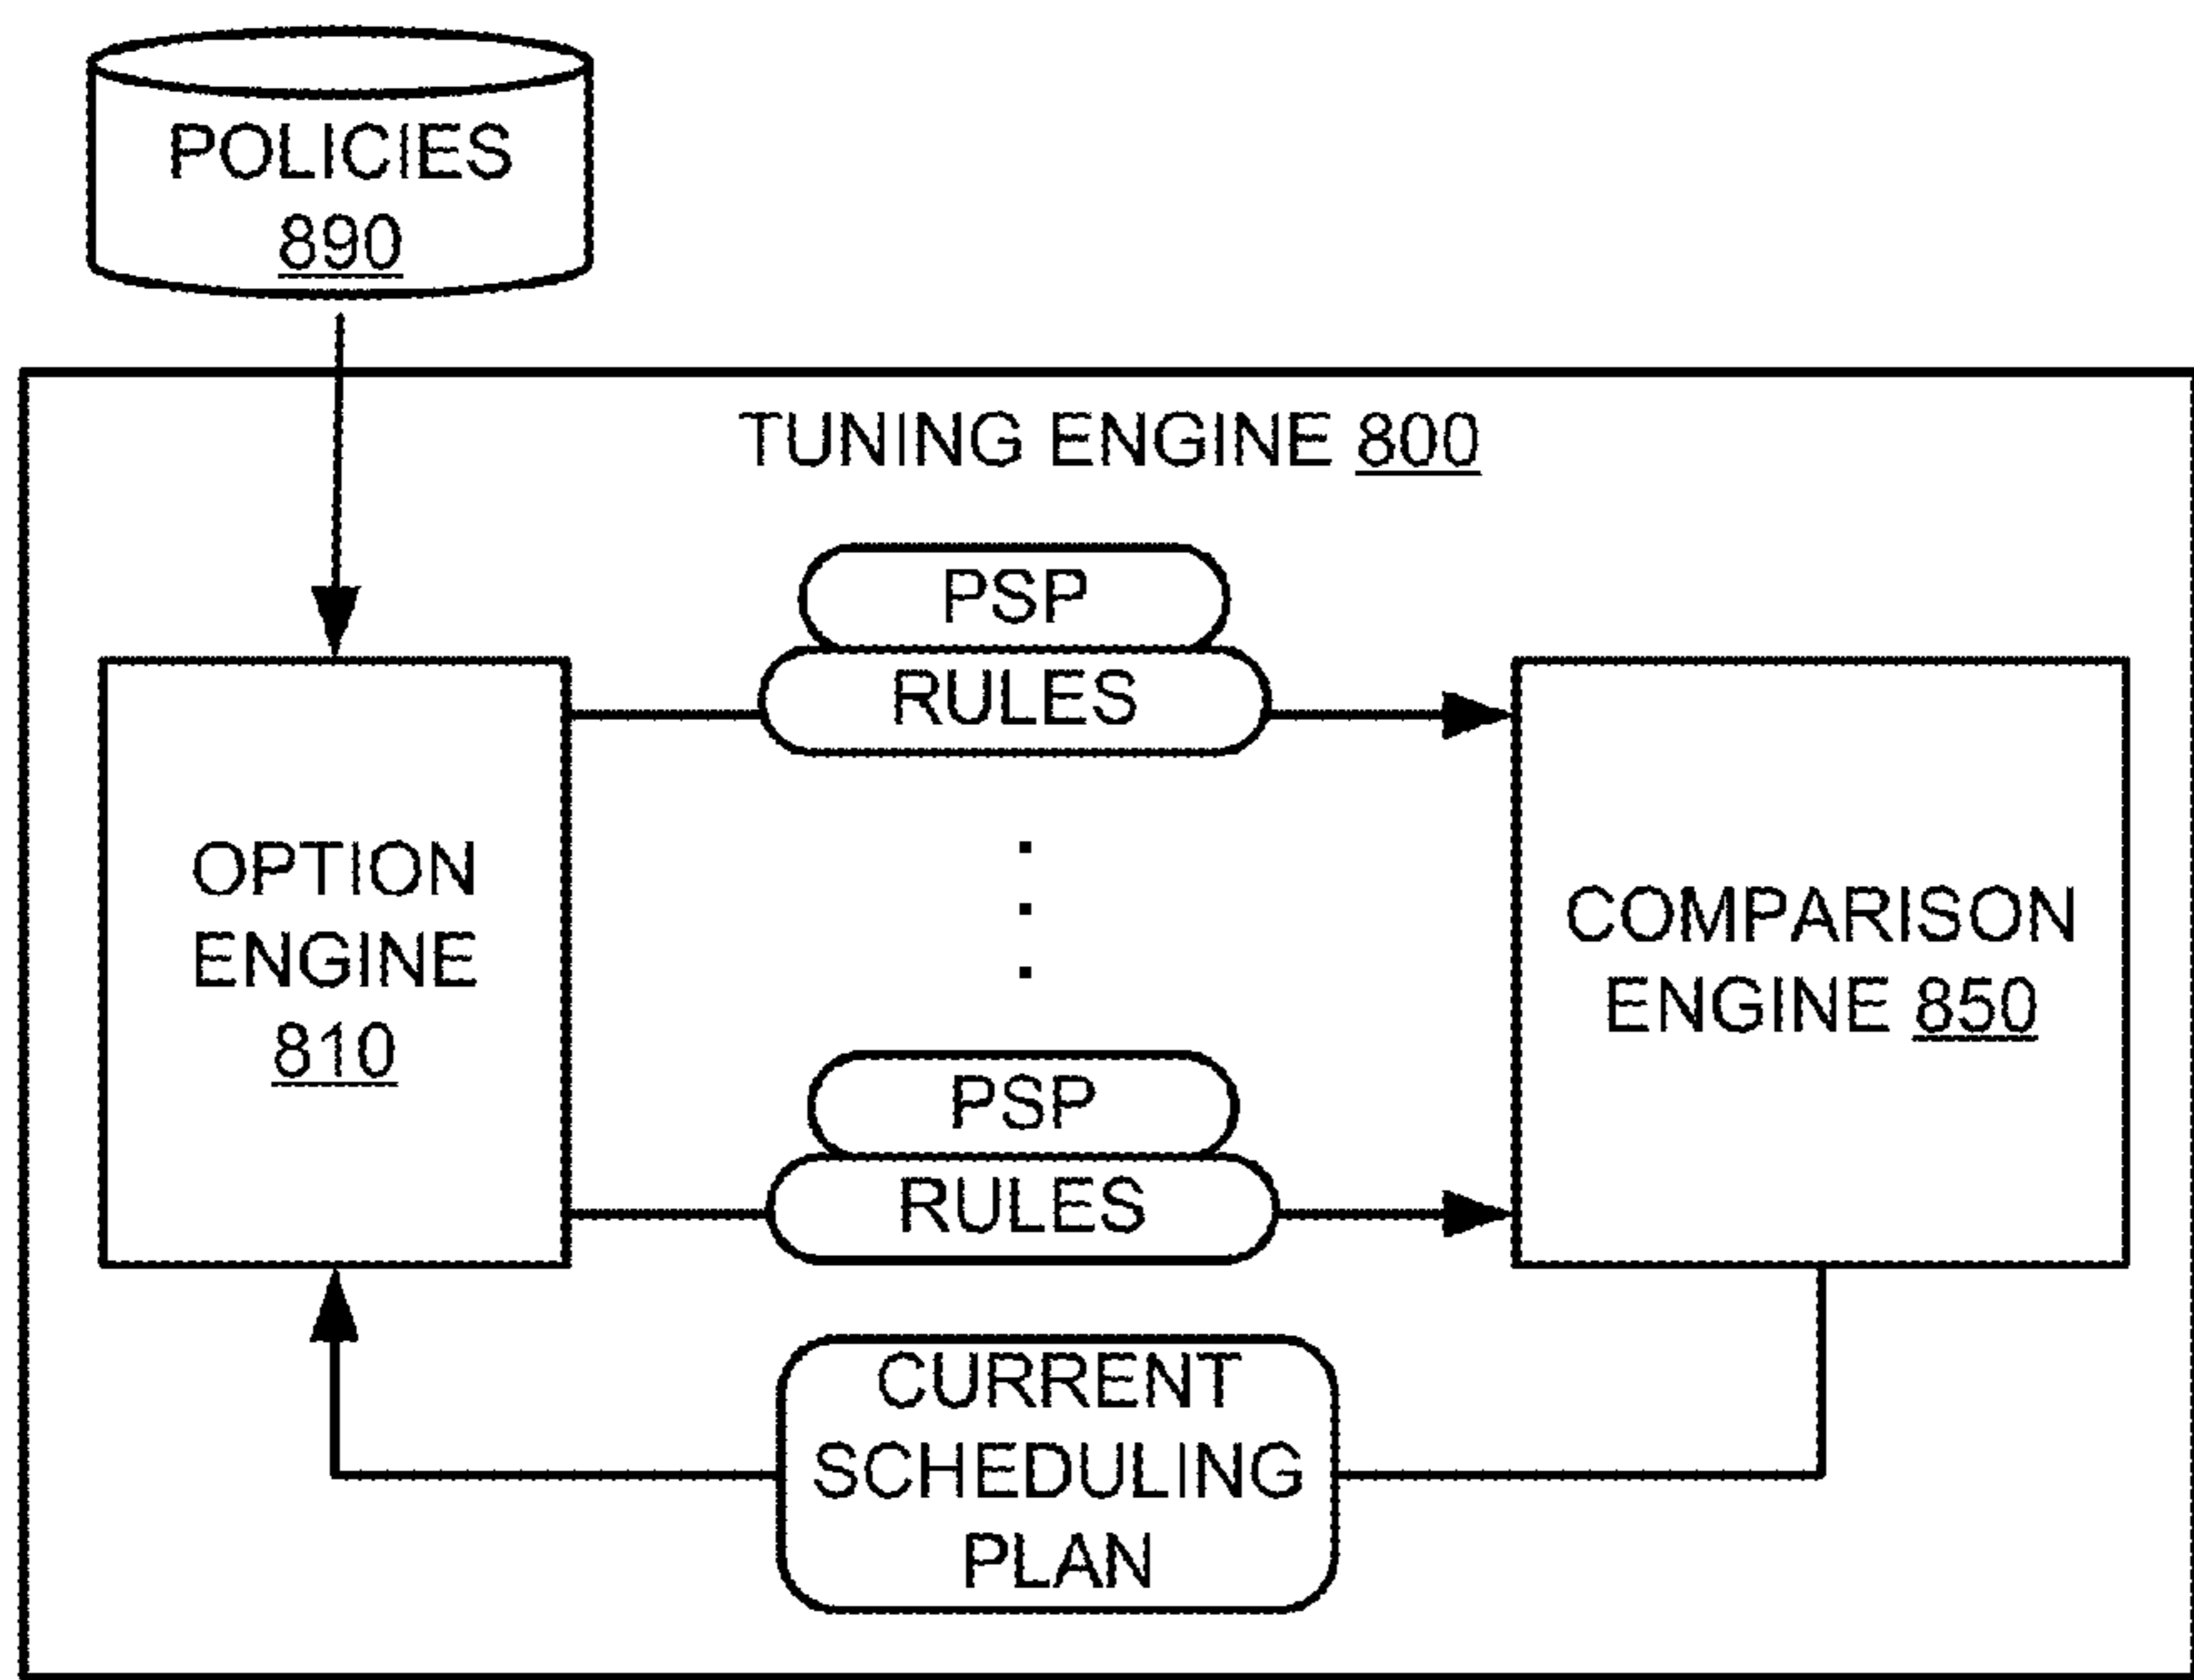 POLICIES
890
TUNING ENGINE 800
PSP
RULES
OPTION
ENGINE
810
COMPARISON
ENGINE 850
PSP
RULES
CURRENT
SCHEDULING
PLAN